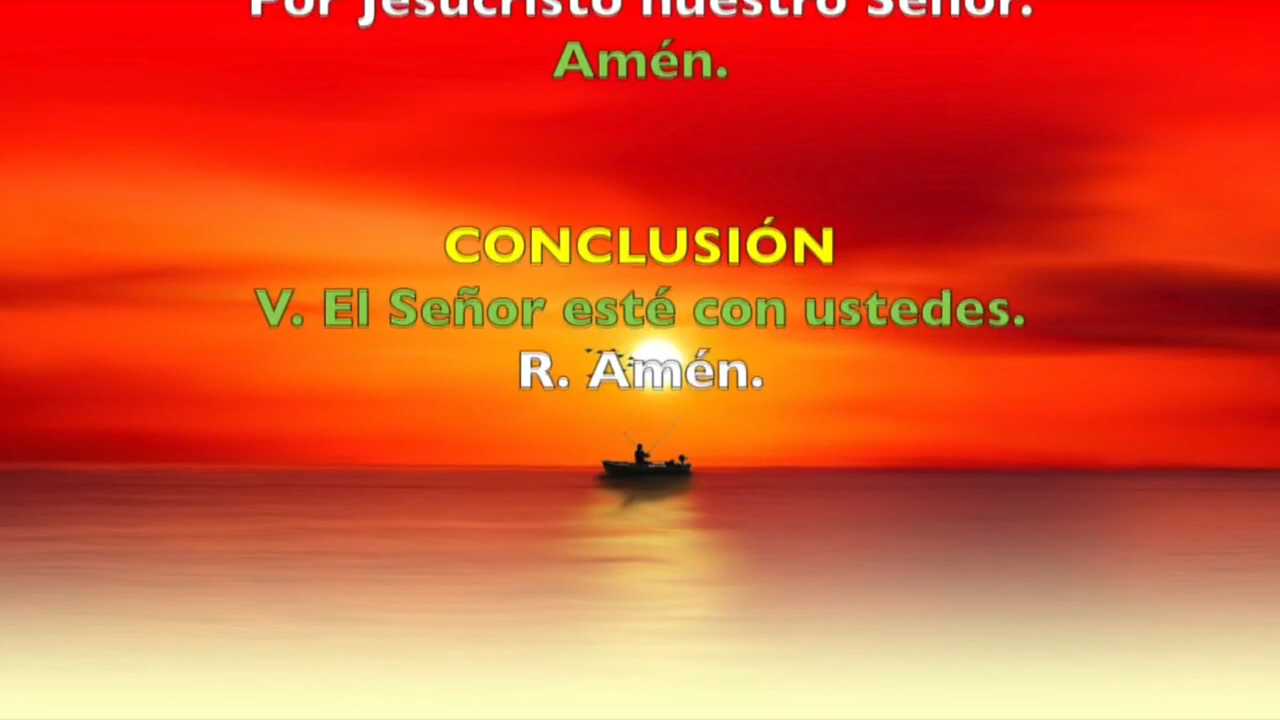 Por Jesucristo nuestro Señor.
Amén.
CONCLUSIÓN
V. El Señor esté con ustedes.
R. Amén.